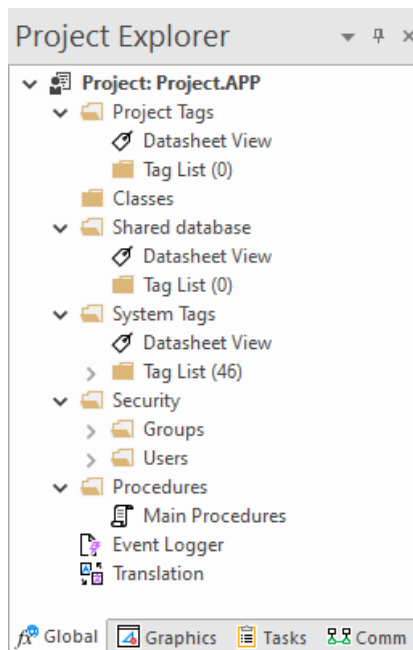 Project Explorer
Project: Project.APP
Project Tags
Datasheet View
Tag List (0)
Classes
Shared database
Datasheet View
Tag List (0)
System Tags
Datasheet View
Tag List (46)
Security
Groups
Users
Procedures
Main Procedures
Event Logger
Translation
Global Graphics Tasks Comm